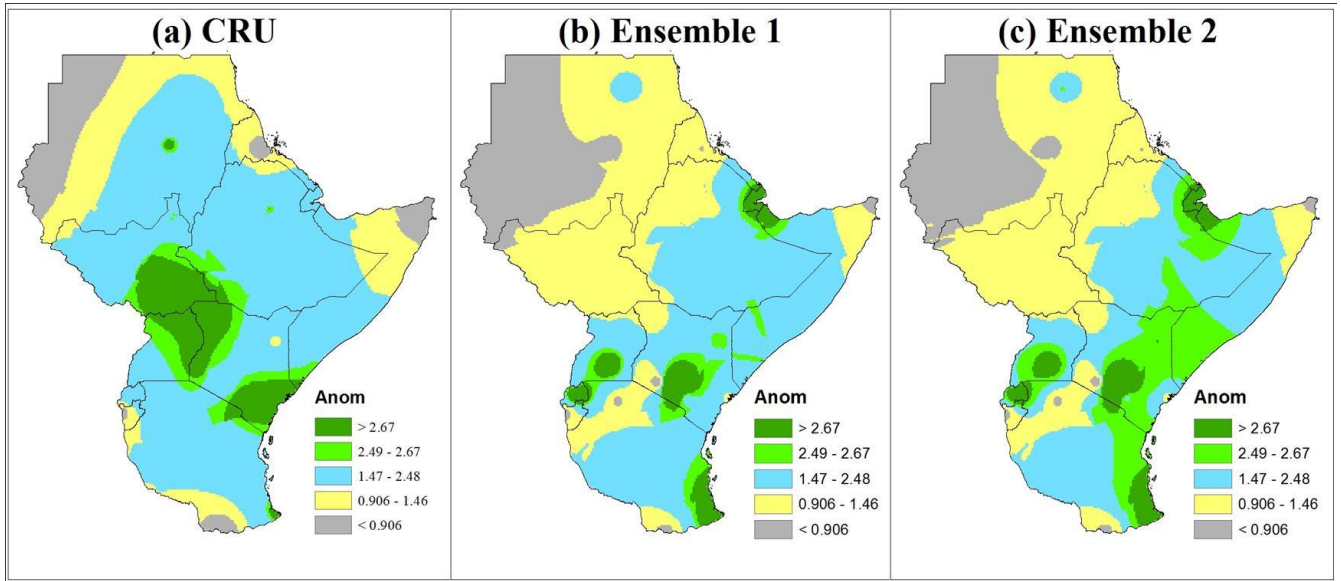 (a) CRU
Anom
> 2.67
2.49 - 2.67
1.47 - 2.48
0.906 - 1.46
< 0.906
(b) Ensemble 1
Anom
> 2.67
2.49 - 2.67
1.47 - 2.48
0.906 - 1.46
< 0.906
(c) Ensemble 2
Anom
> 2.67
2.49 - 2.67
1.47 - 2.48
0.906 - 1.46
< 0.906